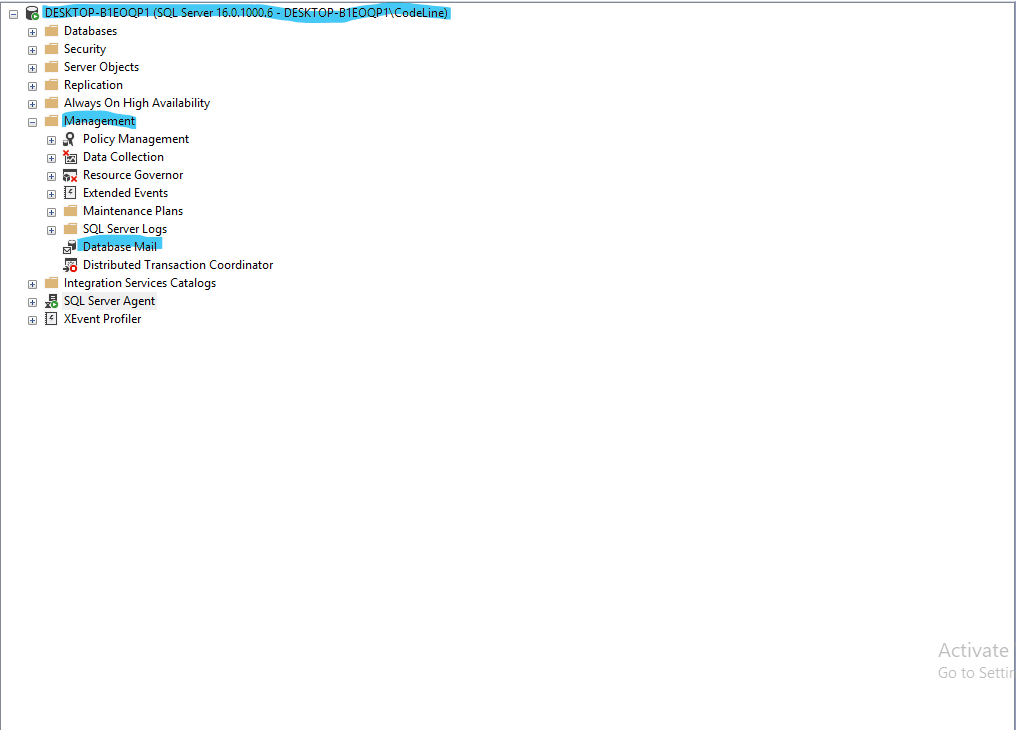 DESKTOP-B1EOQP1 (SQL Server 16.0.1000.6 - DESKTOP-B1EOQP1\CodeLine)
Databases
Security
Server Objects
Replication
Always On High Availability
Management
Policy Management
Data Collection
Resource Governor
Extended Events
Maintenance Plans
SQL Server Logs
Database Mail
Distributed Transaction Coordinator
Integration Services Catalogs
SQL Server Agent
XEvent Profiler
Activate
Go to Settin